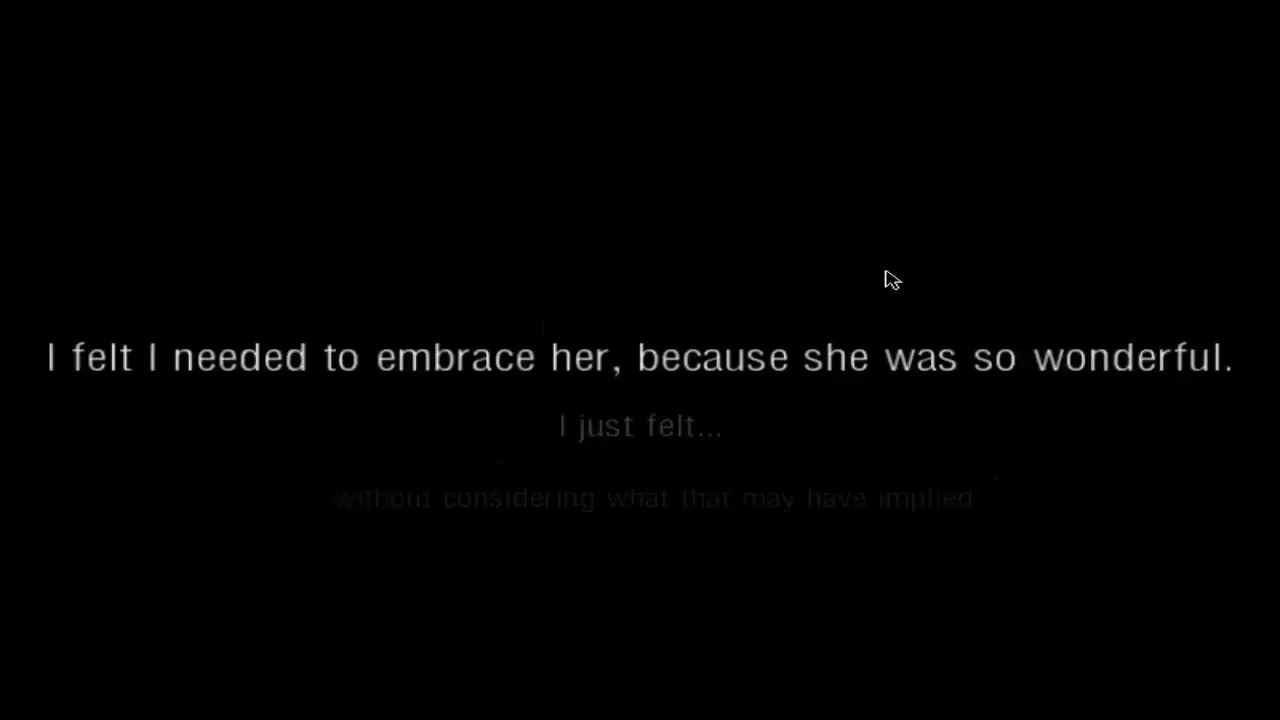 I felt I needed to embrace her, because she was so wonderful.
I just felt...
without considering what that may have implied